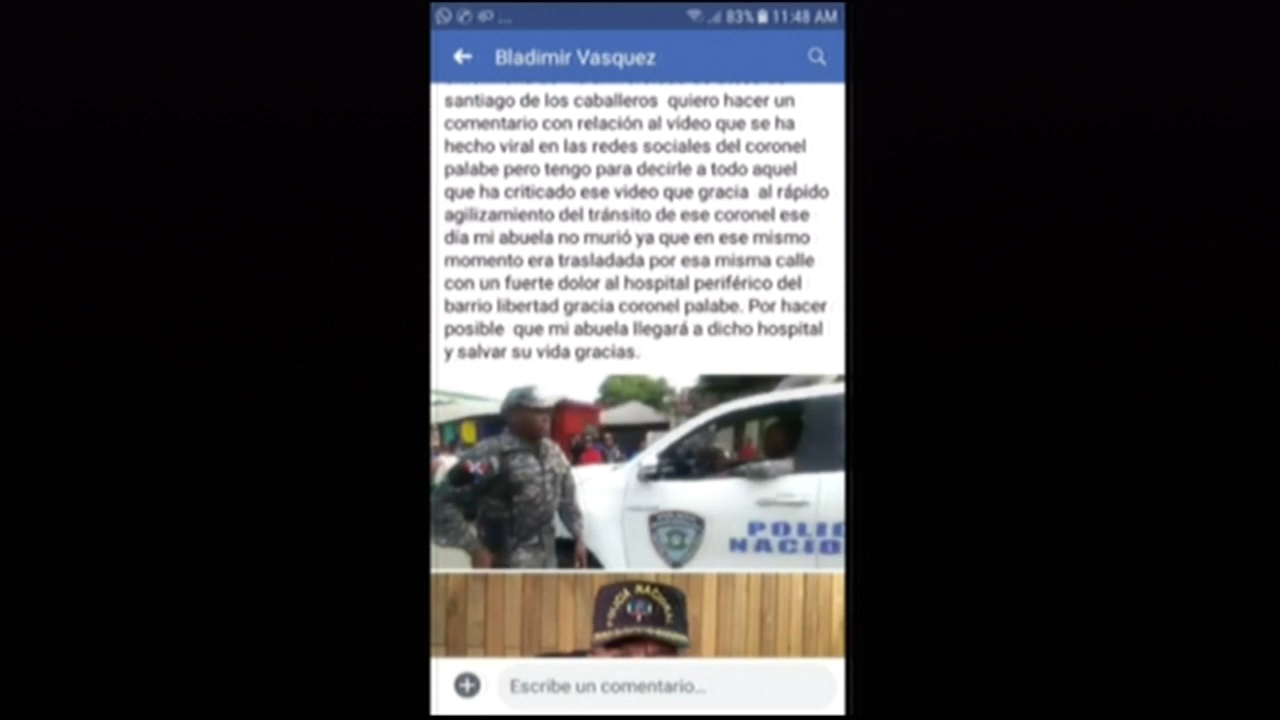 83% 11:48 AM
Bladimir Vasquez
santiago de los caballeros quiero hacer un
comentario con relación al vídeo que se ha
hecho viral en las redes sociales del coronel
palabe pero tengo para decirle a todo aquel
que ha criticado ese video que gracia al rápido
agilizamiento del tránsito de ese coronel ese
día mi abuela no murió ya que en ese mismo
momento era trasladada por esa misma calle
con un fuerte dolor al hospital periférico del
barrio libertad gracia coronel palabe. Por hacer
posible que mi abuela llegará a dicho hospital
y salvar su vida gracias.
POLIC
NACIO
POLICIA NACIONAL
Escribe un comentario...